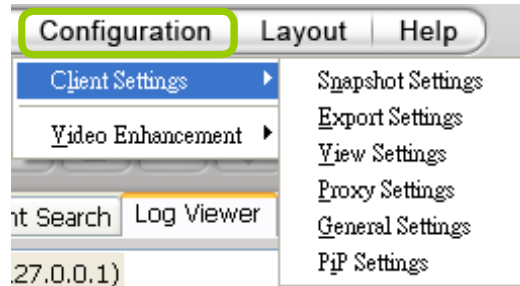 Configuration Layout Help
Client Settings
Video Enhancement
Snapshot Settings
Export Settings
View Settings
Proxy Settings
General Settings
PiP Settings
nt Search Log Viewer
.27.0.0.1)